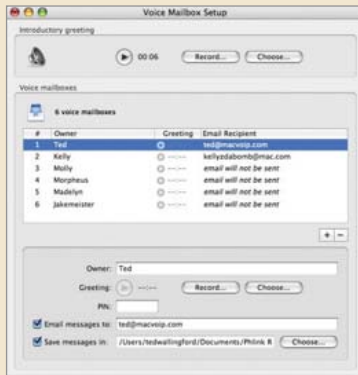 Voice Mailbox Setup
Introductory greeting
00:06 Record... Choose...
Voice mailboxes
6 voice mailboxes
# Owner Greeting Email Recipient
1 Ted --:-- ted@macvoip.com
2 Kelly --:-- kellyzdabomb@mac.com
3 Molly --:-- email will not be sent
4 Morpheus --:-- email will not be sent
5 Madelyn --:-- email will not be sent
6 Jakemeister --:-- email will not be sent
+ −
Owner: Ted
Greeting: --:-- Record... Choose...
PIN:
Email messages to: ted@macvoip.com
Save messages in: /Users/tedwallingford/Documents/Phlink R Choose...